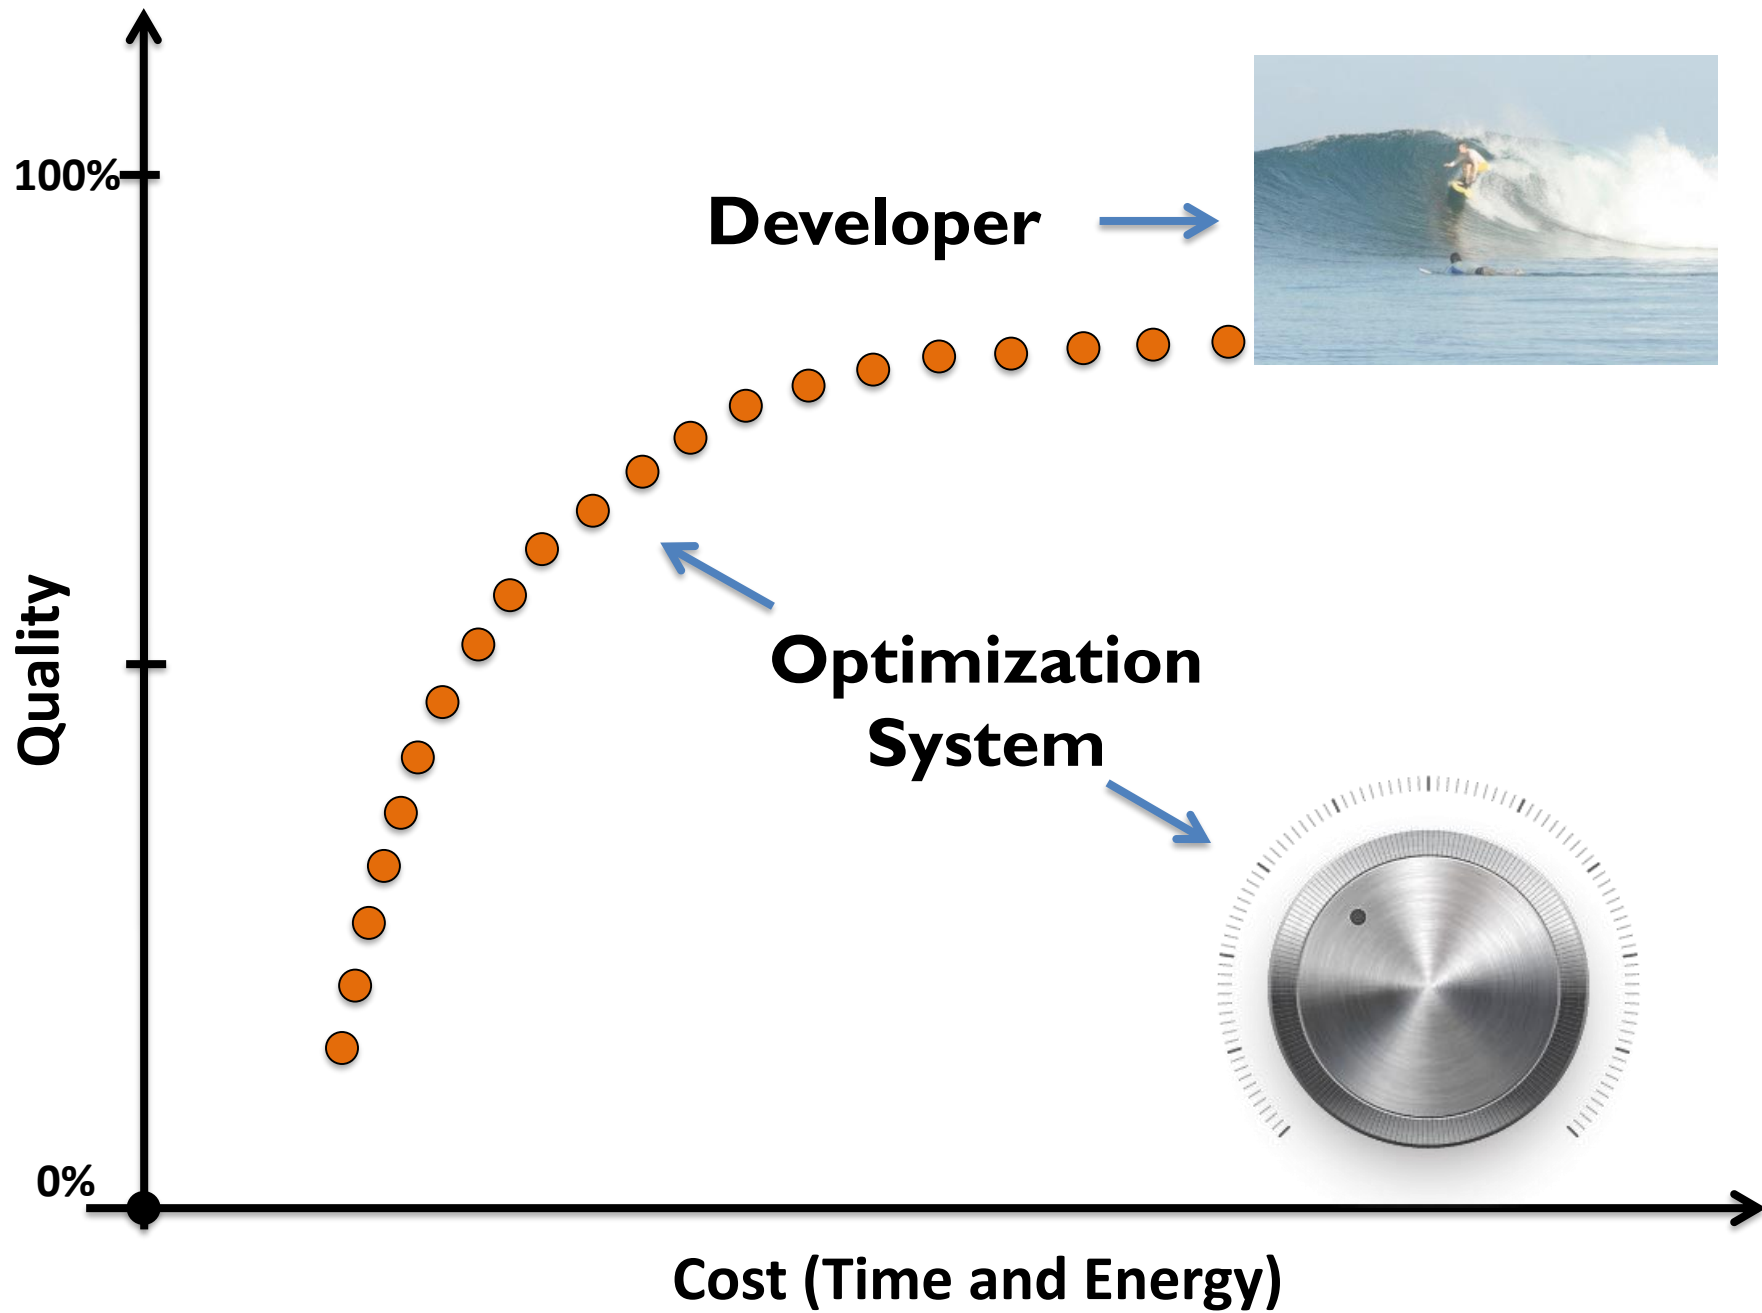 100%
Developer
Quality
Optimization
System
0%
Cost (Time and Energy)